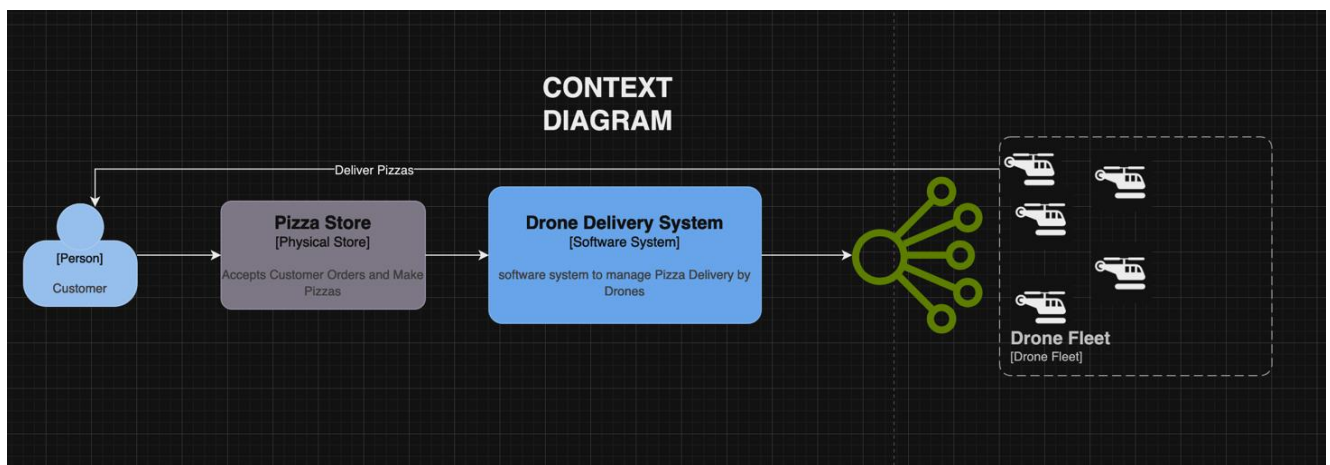 CONTEXT
DIAGRAM
Deliver Pizzas
[Person]
Customer
Pizza Store
[Physical Store]
Accepts Customer Orders and Make
Pizzas
Drone Delivery System
[Software System]
software system to manage Pizza Delivery by
Drones
Drone Fleet
[Drone Fleet]